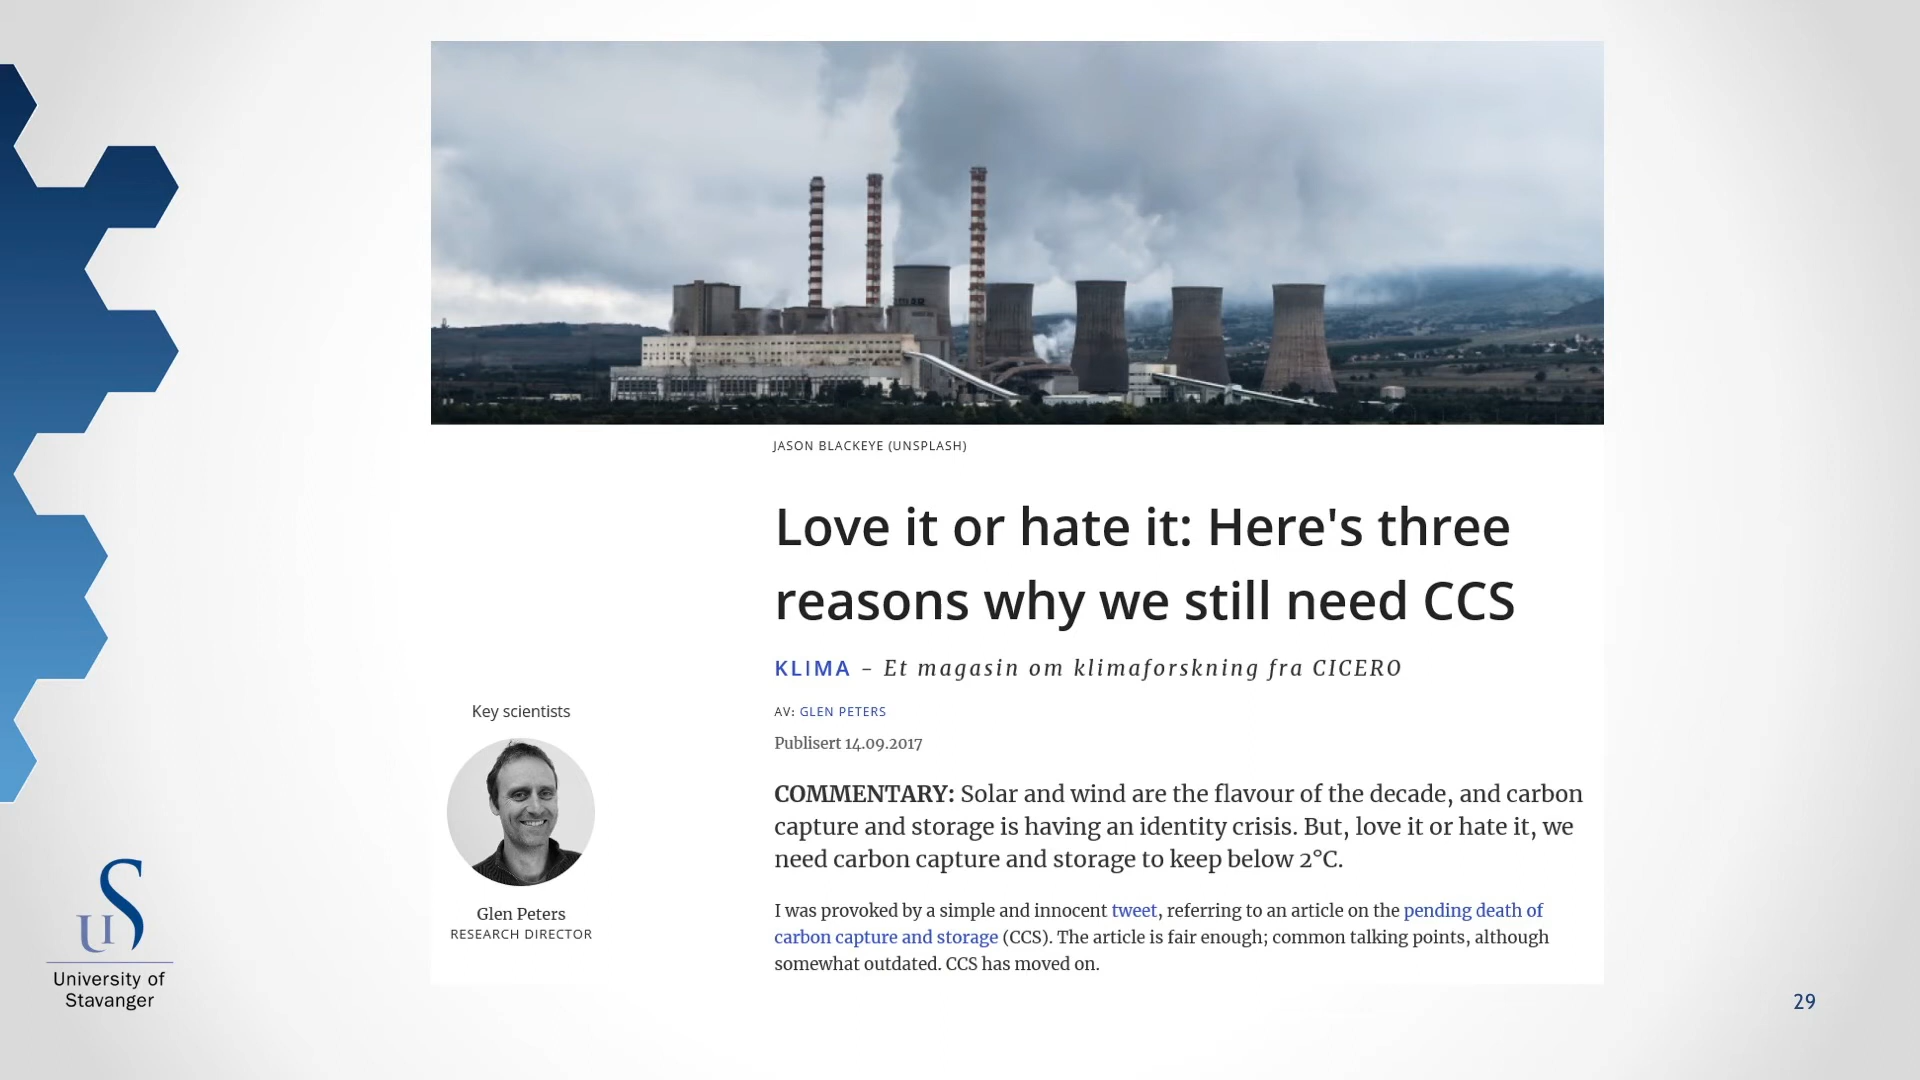 JASON BLACKEYE (UNSPLASH)
Love it or hate it: Here's three
reasons why we still need CCS
KLIMA – Et magasin om klimaforskning fra CICERO
AV: GLEN PETERS
Publisert 14.09.2017
COMMENTARY: Solar and wind are the flavour of the decade, and carbon
capture and storage is having an identity crisis. But, love it or hate it, we
need carbon capture and storage to keep below 2°C.
I was provoked by a simple and innocent tweet, referring to an article on the pending death of
carbon capture and storage (CCS). The article is fair enough; common talking points, although
somewhat outdated. CCS has moved on.
Key scientists
Glen Peters
RESEARCH DIRECTOR
uS
University of
Stavanger
29